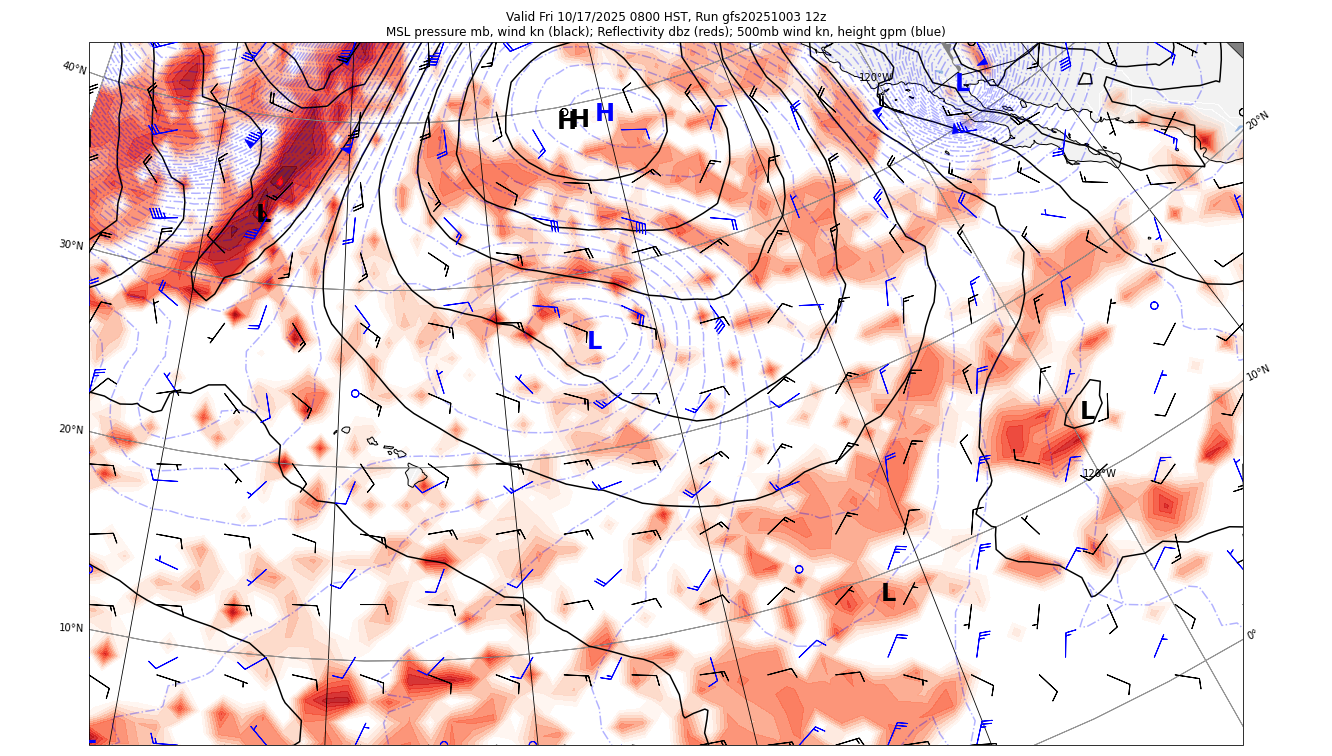 Valid Fri 10/17/2025 0800 HST, Run gfs20251003 12z
MSL pressure mb, wind kn (black); Reflectivity dbz (reds); 500mb wind kn, height gpm (blue)
40°N
120°W
L
20°N
H
H
H
L
30°N
L
10°N
L
20°N
120°W
L
10°N
0°